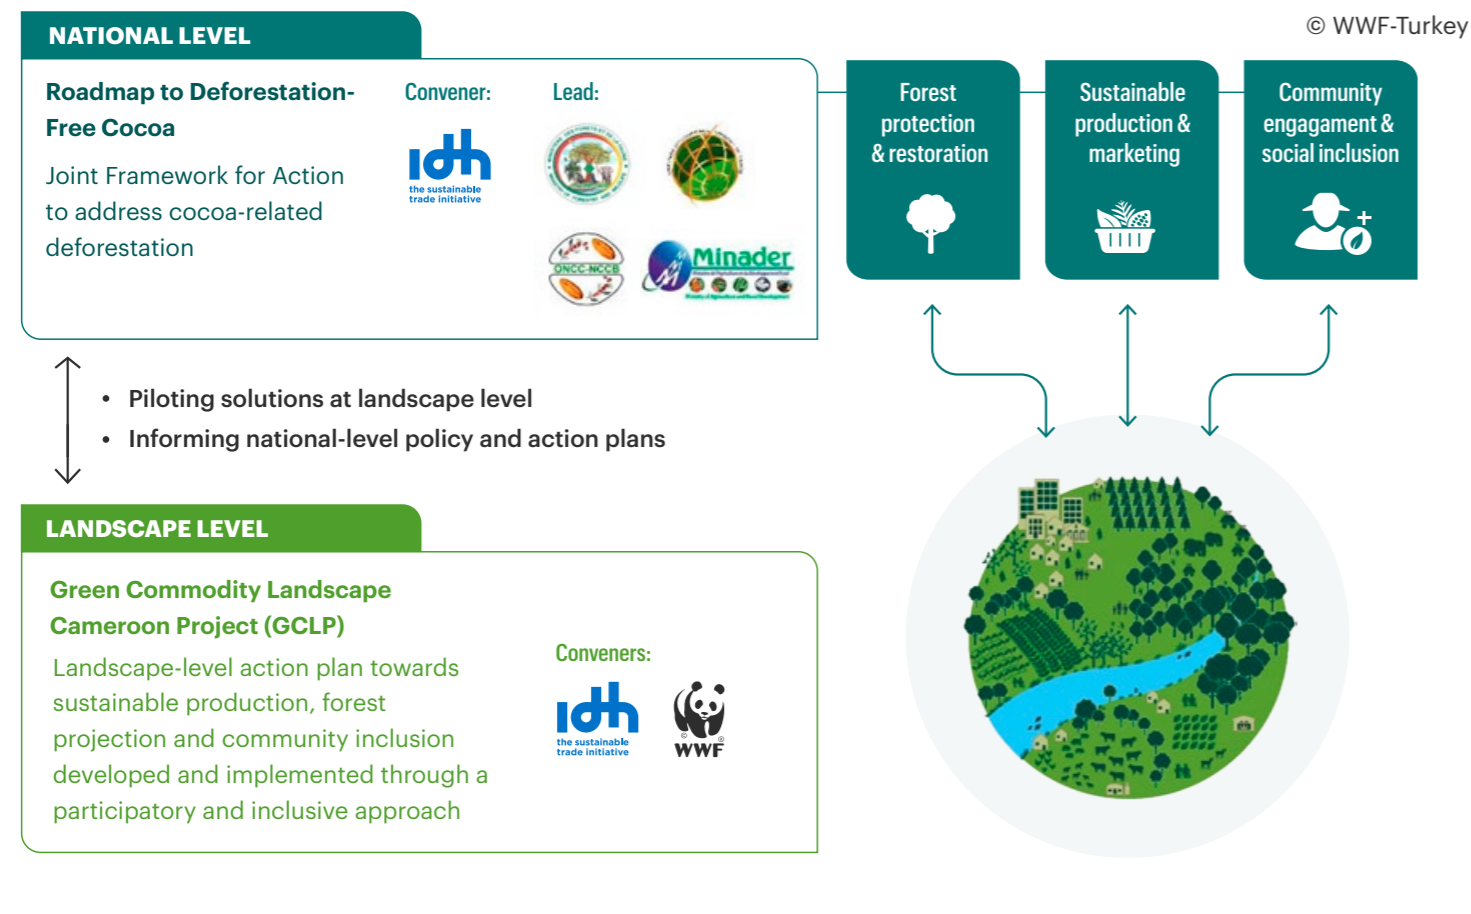 © WWF-Turkey
NATIONAL LEVEL
Roadmap to Deforestation-
Free Cocoa
Joint Framework for Action
to address cocoa-related
deforestation
Convener:
idh
the sustainable
trade initiative
Lead:
ONCC-NCCB
Minader
Forest
protection
& restoration
Sustainable
production &
marketing
Community
engagament &
social inclusion
• Piloting solutions at landscape level
• Informing national-level policy and action plans
LANDSCAPE LEVEL
Green Commodity Landscape
Cameroon Project (GCLP)
Landscape-level action plan towards
sustainable production, forest
projection and community inclusion
developed and implemented through a
participatory and inclusive approach
Conveners:
idh
the sustainable
trade initiative
WWF